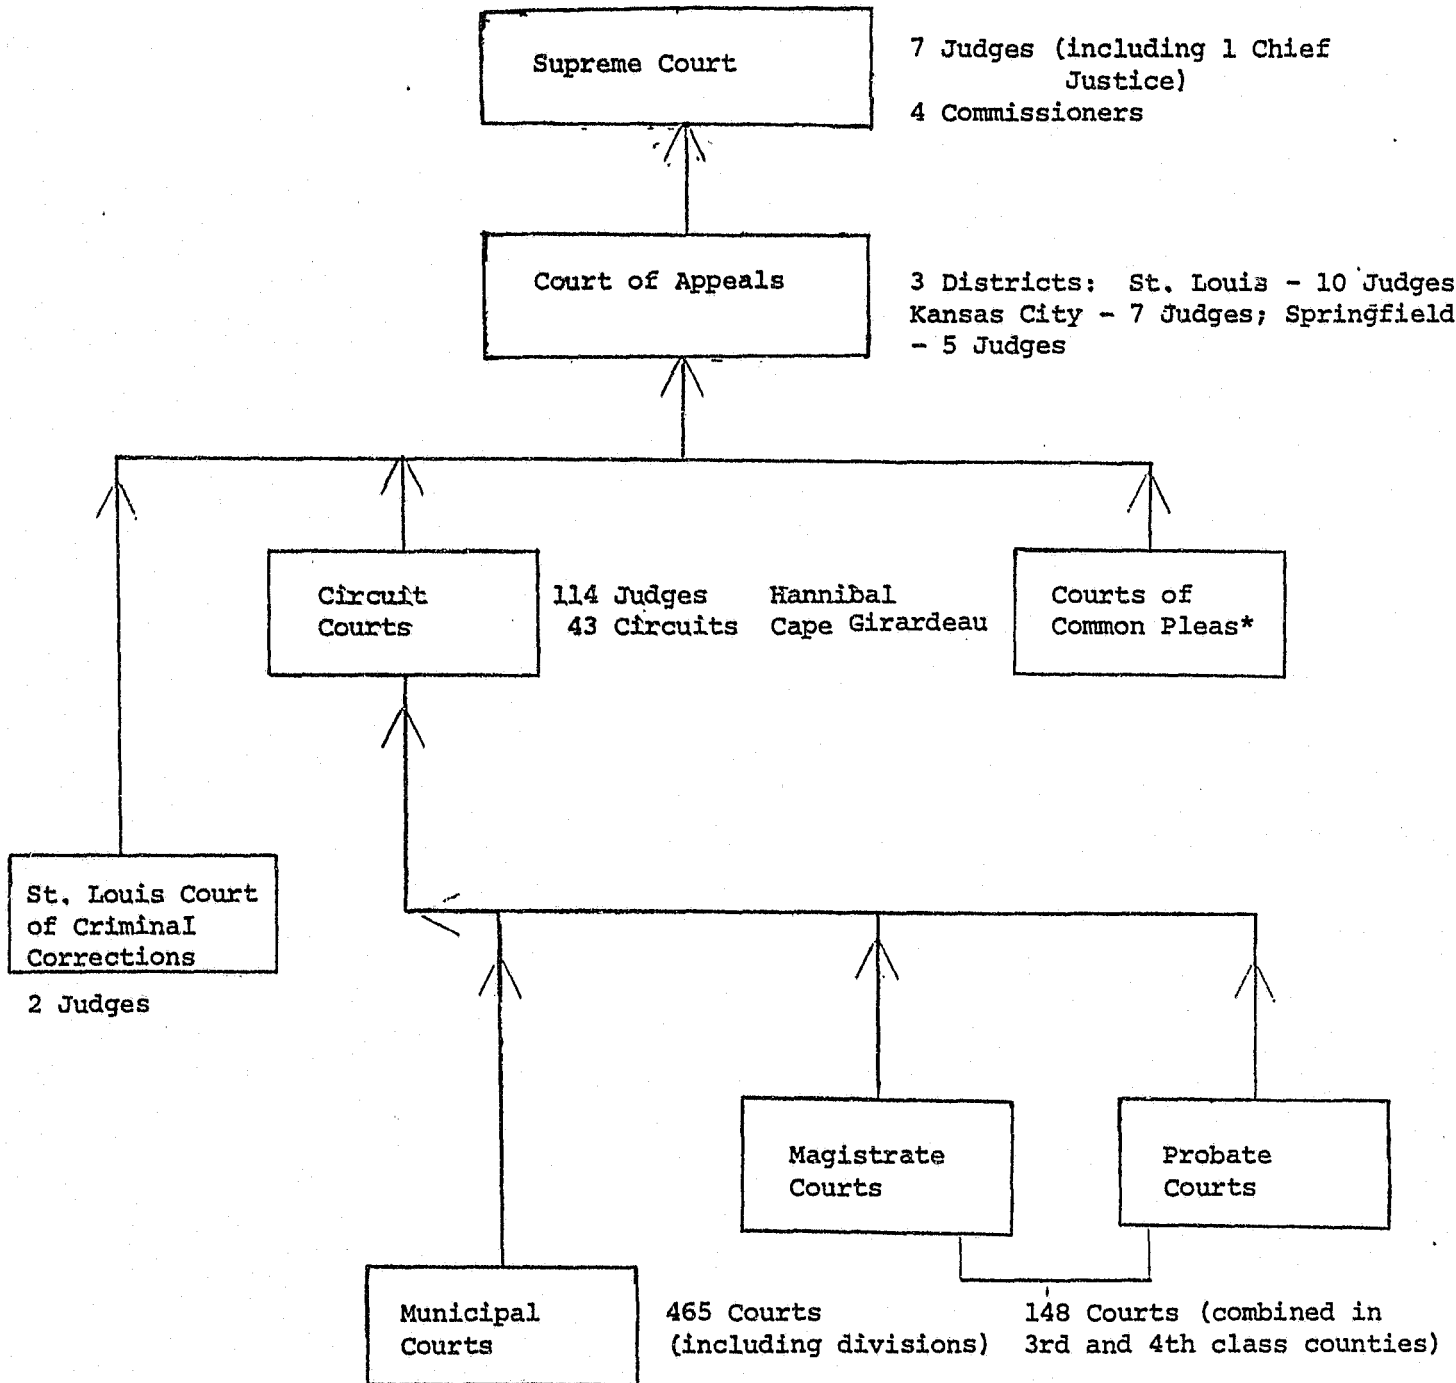 Supreme Court
7 Judges (including 1 Chief
Justice)
4 Commissioners
Court of Appeals
3 Districts: St. Louis - 10 Judges
Kansas City - 7 Judges; Springfield
- 5 Judges
Circuit
Courts
114 Judges
43 Circuits
Hannibal
Cape Girardeau
Courts of
Common Pleas*
St. Louis Court
of Criminal
Corrections
2 Judges
Magistrate
Courts
Probate
Courts
Municipal
Courts
465 Courts
(including divisions)
148 Courts (combined in
3rd and 4th class counties)